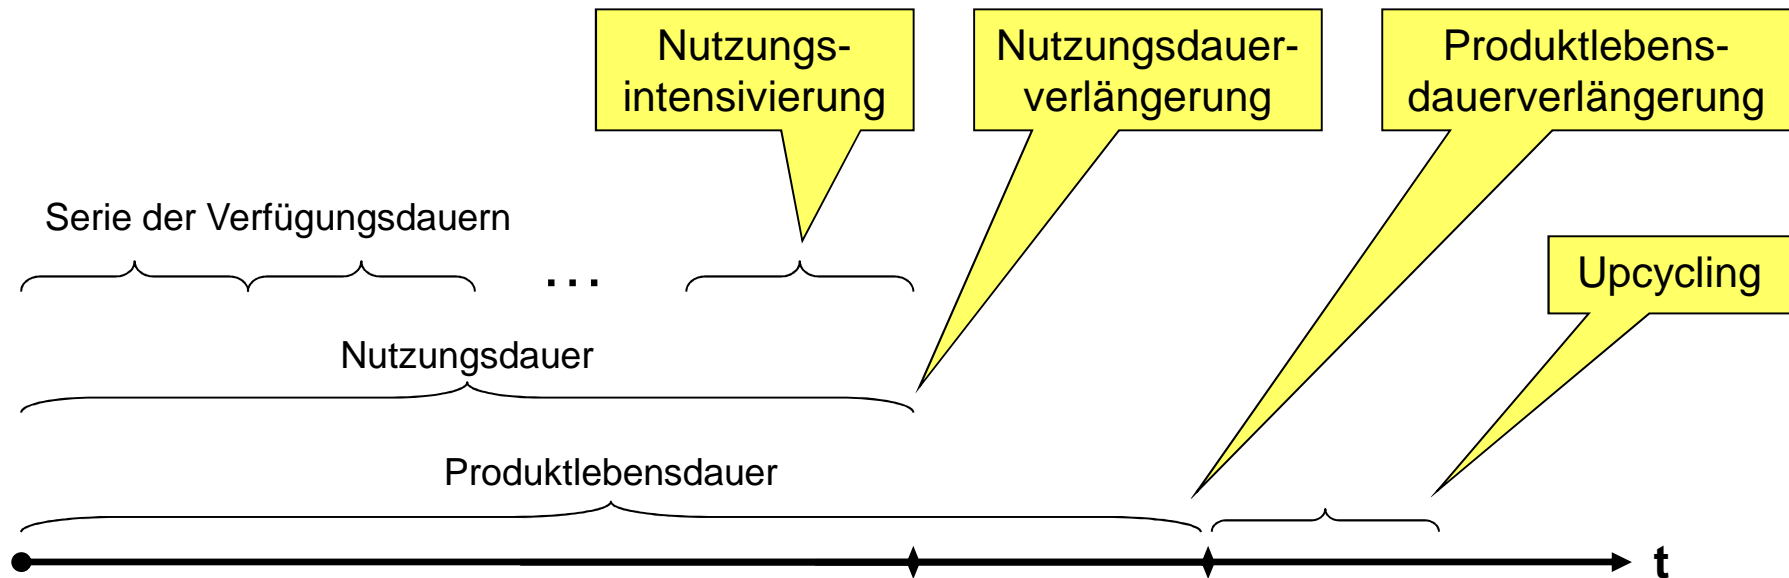 Nutzungs-
intensivierung
Nutzungsdauer-
verlängerung
Produktlebens-
dauerverlängerung
Serie der Verfügungsdauern
...
Upcycling
Nutzungsdauer
Produktlebensdauer
t